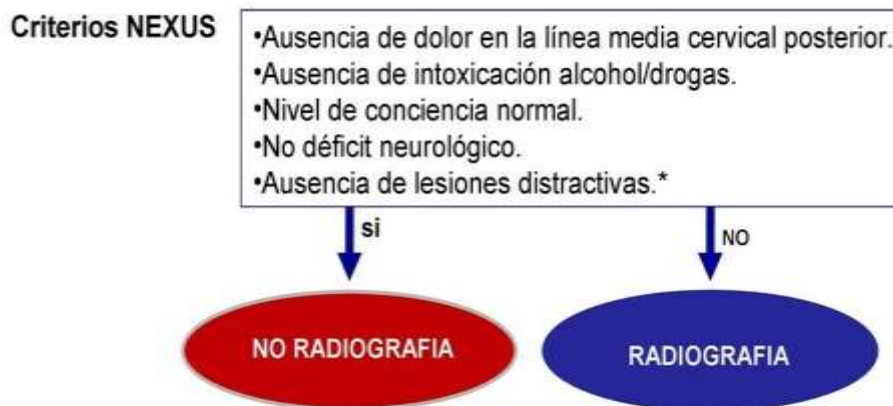 Criterios NEXUS
•Ausencia de dolor en la línea media cervical posterior.
•Ausencia de intoxicación alcohol/drogas.
•Nivel de conciencia normal.
•No déficit neurológico.
•Ausencia de lesiones distractivas.*
si
NO
NO RADIOGRAFIA
RADIOGRAFIA